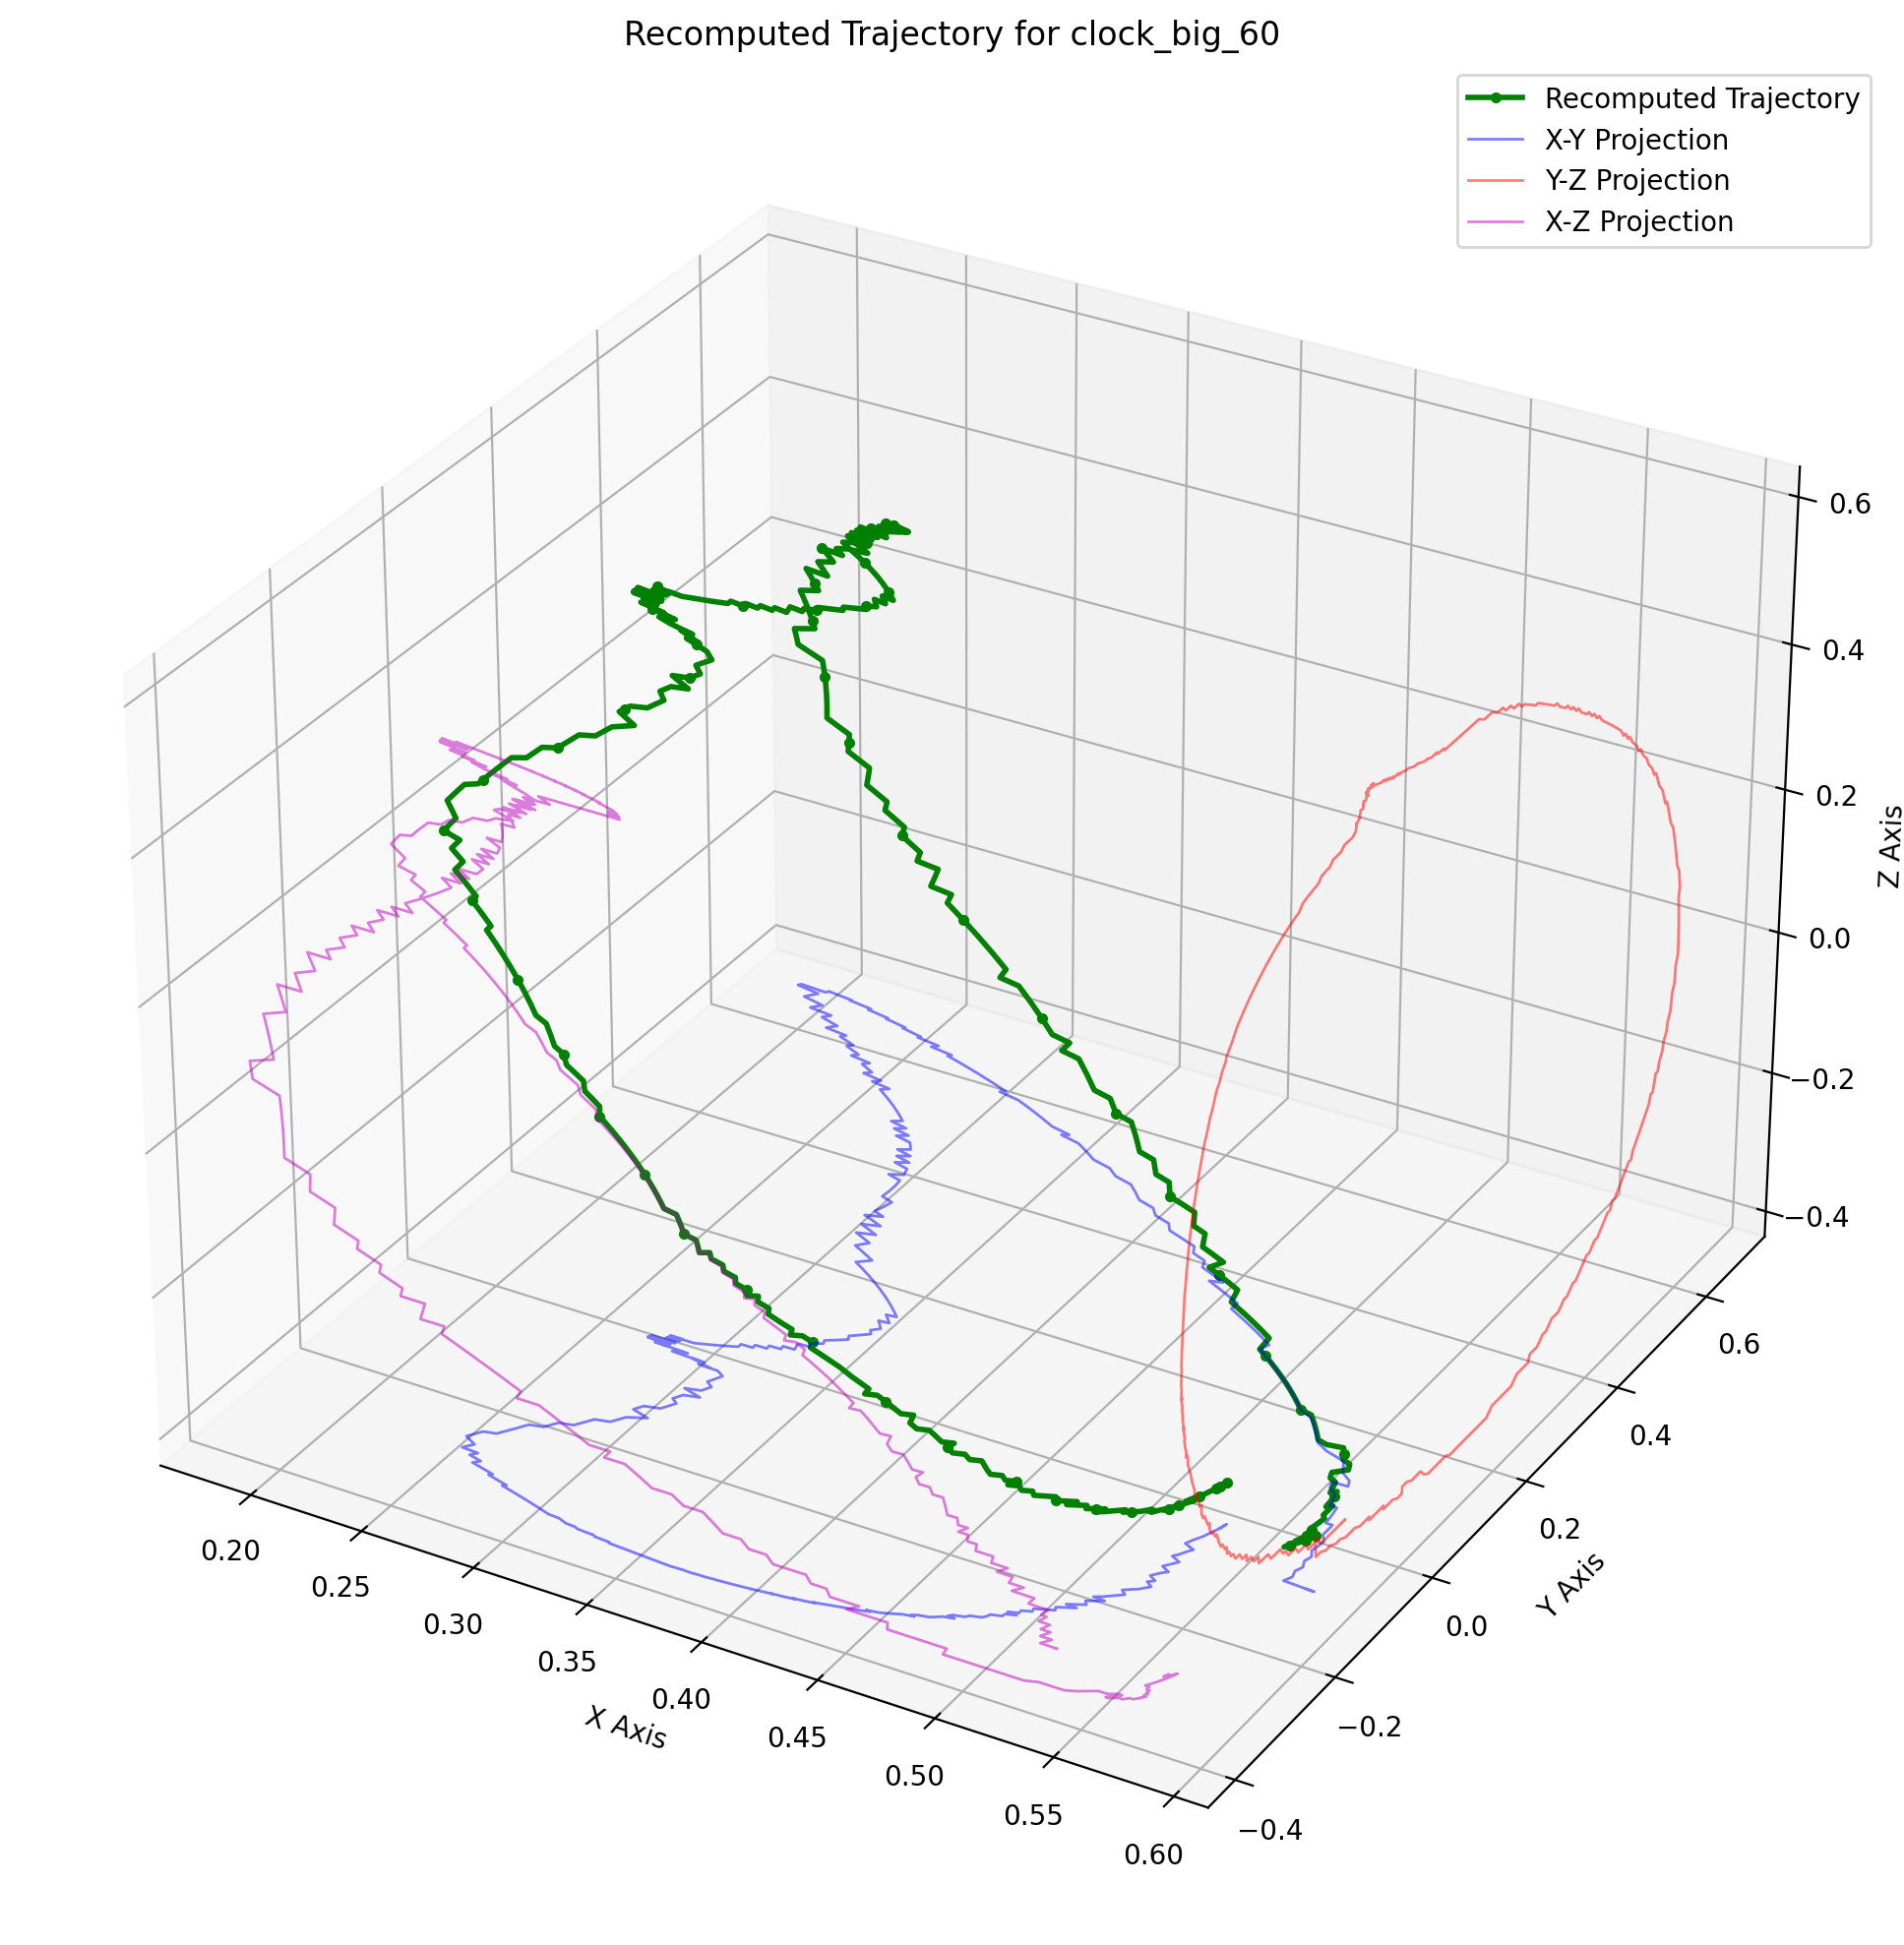 Recomputed Trajectory for clock_big_60
Recomputed Trajectory
X-Y Projection
Y-Z Projection
X-Z Projection
0.6
0.4
0.2
0.0
−0.2
−0.4
Z Axis
0.6
0.4
0.2
0.0
−0.2
−0.4
Y Axis
0.20
0.25
0.30
0.35
0.40
0.45
0.50
0.55
0.60
X Axis